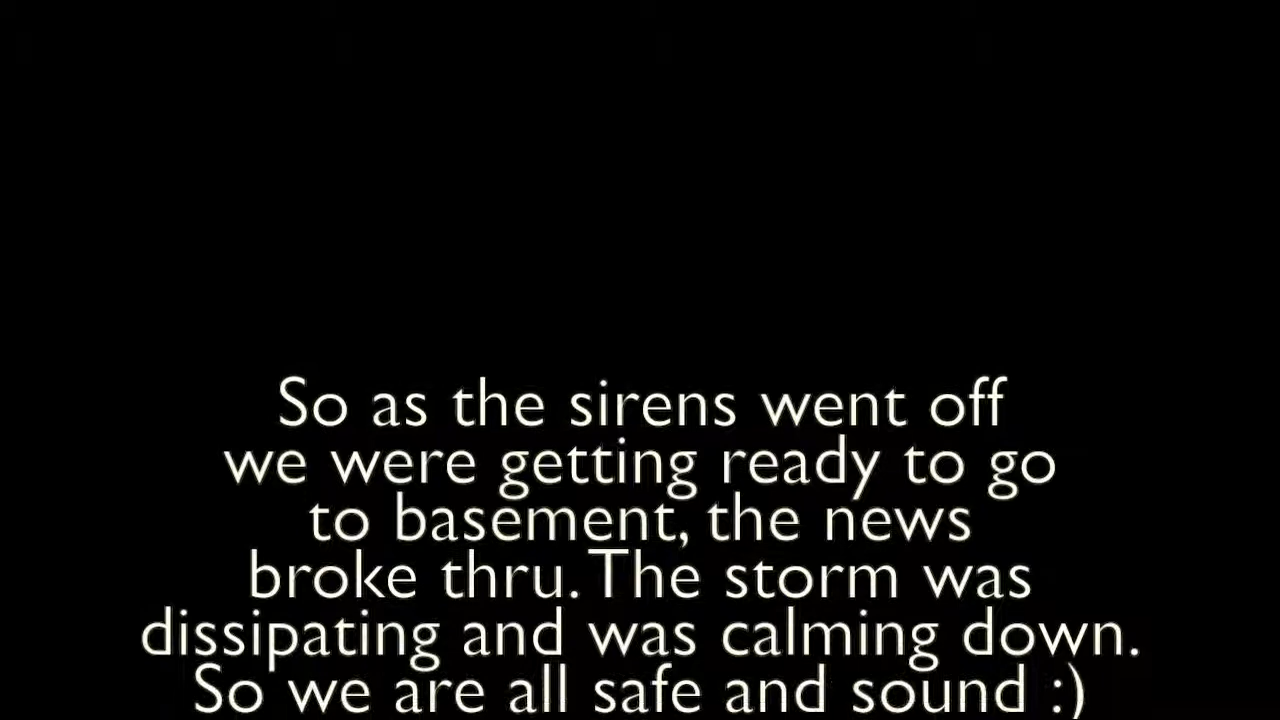 So as the sirens went off
we were getting ready to go
to basement, the news
broke thru. The storm was
dissipating and was calming down.
So we are all safe and sound :)